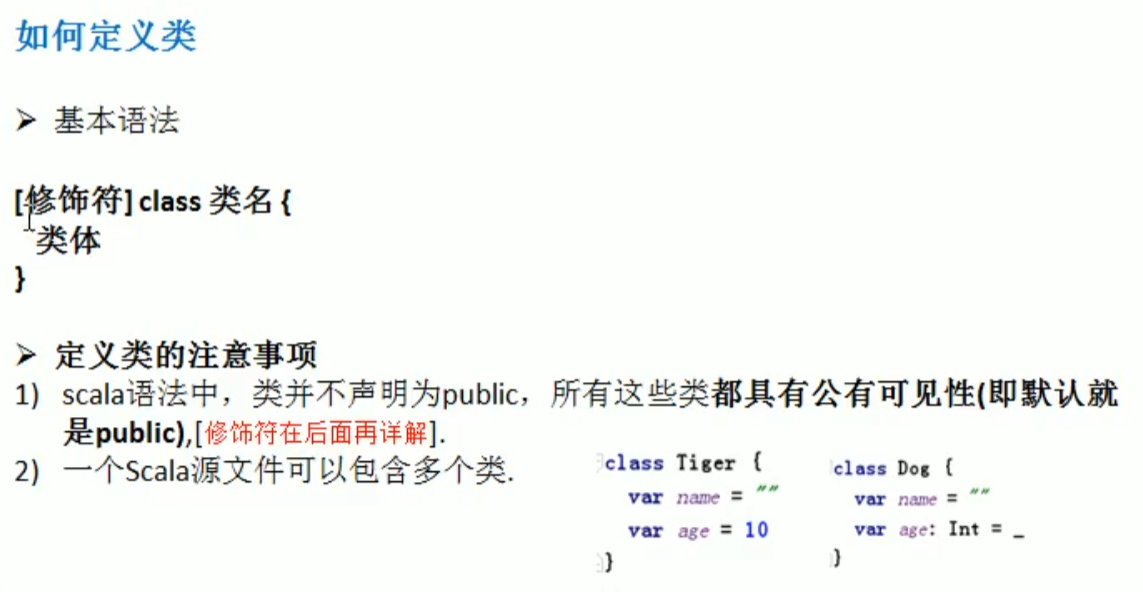 如何定义类
➢ 基本语法
[修饰符] class 类名 {
类体
}
➢ 定义类的注意事项
1) scala语法中，类并不声明为public，所有这些类都具有公有可见性(即默认就
是public),[修饰符在后面再详解].
2) 一个Scala源文件可以包含多个类.
class Tiger {
var name = ""
var age = 10
}
class Dog {
var name = ""
var age: Int = _
}